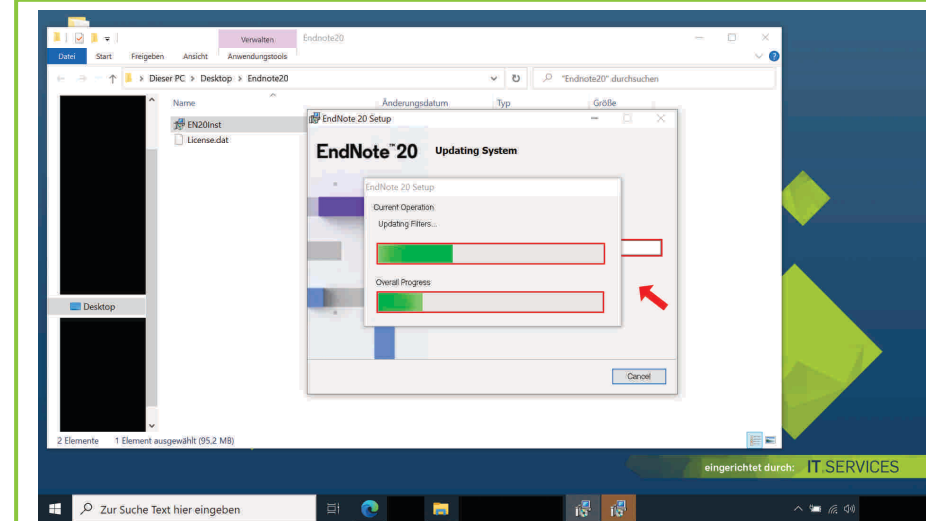 Verwalten
Endnote20
Datei Start Freigeben Ansicht Anwendungstools
Dieser PC > Desktop > Endnote20
"Endnote20" durchsuchen
Name Änderungsdatum Typ Größe
EN20Inst
License.dat
EndNote 20 Setup
EndNote™20 Updating System
EndNote 20 Setup
Current Operation
Updating Filters...
Overall Progress
Desktop
Cancel
2 Elemente 1 Element ausgewählt (95,2 MB)
eingerichtet durch: IT.SERVICES
Zur Suche Text hier eingeben